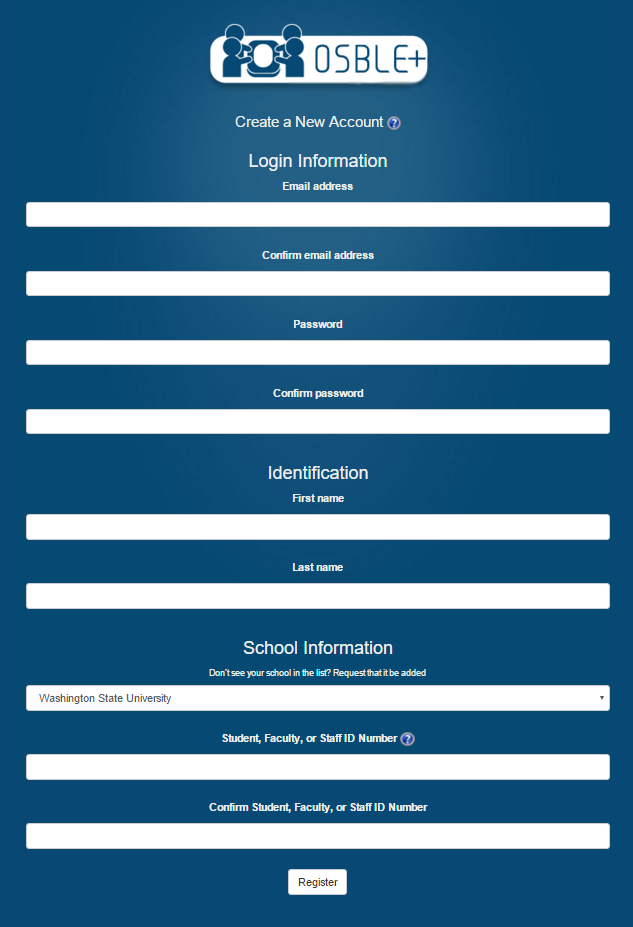 OSBLE+
Create a New Account ?
Login Information
Email address
Confirm email address
Password
Confirm password
Identification
First name
Last name
School Information
Don't see your school in the list? Request that it be added
Washington State University
Student, Faculty, or Staff ID Number ?
Confirm Student, Faculty, or Staff ID Number
Register